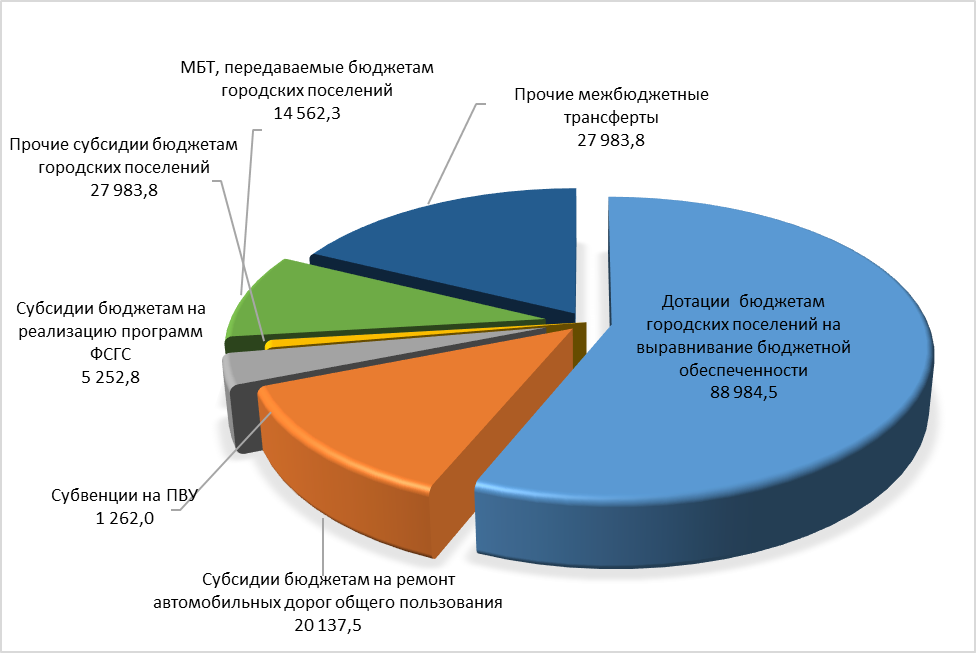 МБТ, передаваемые бюджетам
городских поселений
14 562,3
Прочие межбюджетные
трансферты
27 983,8
Прочие субсидии бюджетам
городских поселений
27 983,8
Субсидии бюджетам на
реализацию программ
ФСГС
5 252,8
Дотации бюджетам
городских поселений на
выравнивание бюджетной
обеспеченности
88 984,5
Субвенции на ПВУ
1 262,0
Субсидии бюджетам на ремонт
автомобильных дорог общего пользования
20 137,5